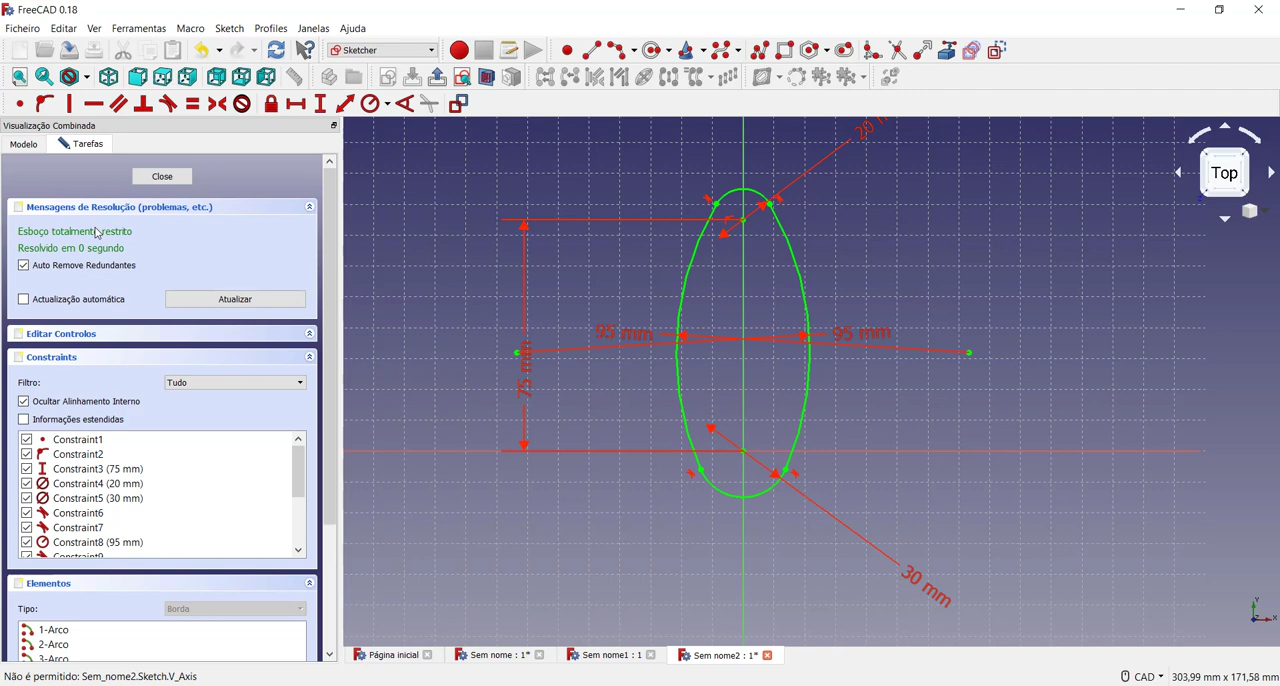 FreeCAD 0.18
Ficheiro Editar Ver Ferramentas Macro Sketch Profiles Janelas Ajuda
Sketcher
Visualização Combinada
Modelo Tarefas
Close
Mensagens de Resolução (problemas, etc.)
Esboço totalmente restrito
Resolvido em 0 segundo
Auto Remove Redundantes
Actualização automática Atualizar
Editar Controlos
Constraints
Filtro: Tudo
Ocultar Alinhamento Interno
Informações estendidas
Constraint1
Constraint2
Constraint3 (75 mm)
Constraint4 (20 mm)
Constraint5 (30 mm)
Constraint6
Constraint7
Constraint8 (95 mm)
Constraint9
Elementos
Tipo: Borda
1-Arco
2-Arco
3-Arco
20
95 mm
95 mm
75 mm
30 mm
Top
Z
Y
Z
X
Página inicial Sem nome : 1* Sem nome1 : 1 Sem nome2 : 1*
Não é permitido: Sem_nome2.Sketch.V_Axis
CAD 303,99 mm x 171,58 mm